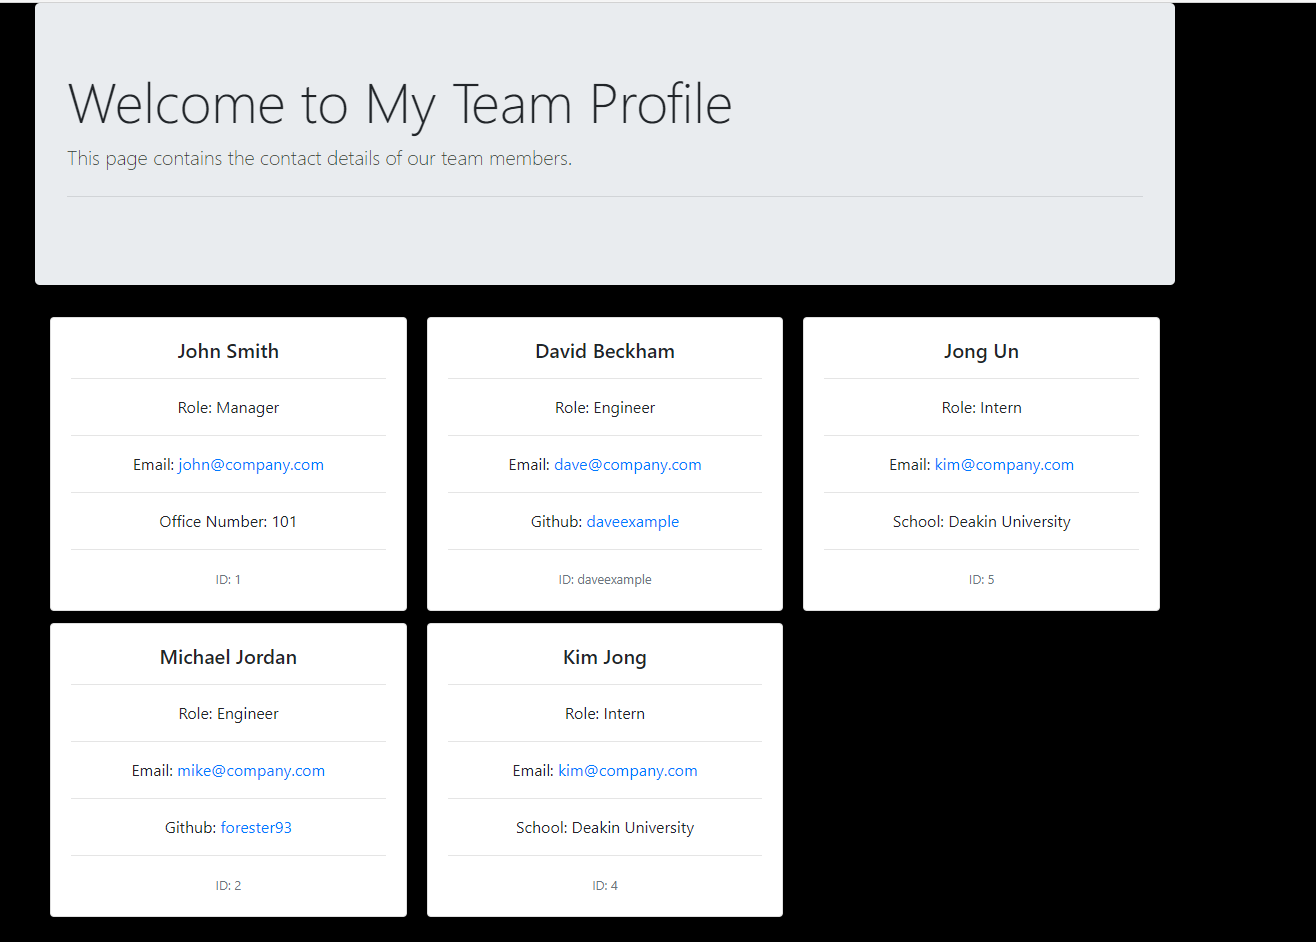 Welcome to My Team Profile
This page contains the contact details of our team members.
John Smith
Role: Manager
Email: john@company.com
Office Number: 101
ID: 1
David Beckham
Role: Engineer
Email: dave@company.com
Github: daveexample
ID: daveexample
Jong Un
Role: Intern
Email: kim@company.com
School: Deakin University
ID: 5
Michael Jordan
Role: Engineer
Email: mike@company.com
Github: forester93
ID: 2
Kim Jong
Role: Intern
Email: kim@company.com
School: Deakin University
ID: 4